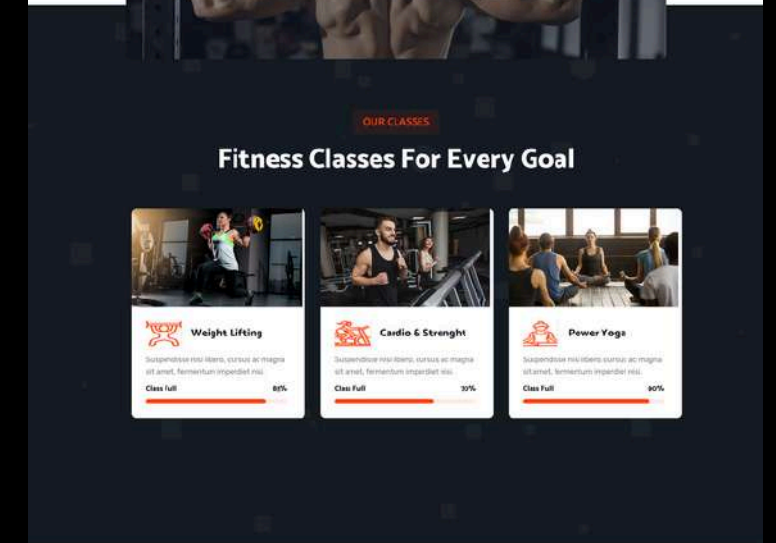 OUR CLASSES
Fitness Classes For Every Goal
Weight Lifting
Suspendisse nisi libero, cursus ac magna
sit amet, fermentum imperdiet nisi.
Class Full
85%
Cardio & Strenght
Suspendisse nisi libero, cursus ac magna
sit amet, fermentum imperdiet nisi.
Class Full
70%
Power Yoga
Suspendisse nisi libero, cursus ac magna
sit amet, fermentum imperdiet nisi.
Class Full
90%